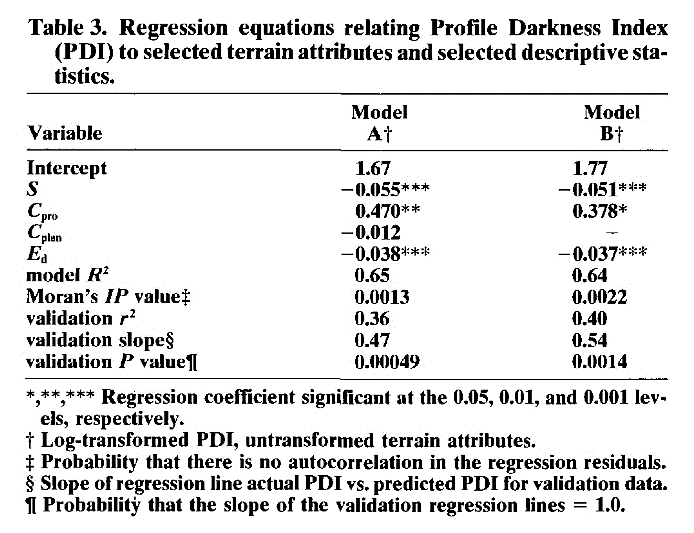 Table 3. Regression equations relating Profile Darkness Index
(PDI) to selected terrain attributes and selected descriptive sta-
tistics.
Variable Model A† Model B†
Intercept 1.67 1.77
S −0.055*** −0.051***
Cpro 0.470** 0.378*
Cplan −0.012 –
Ed −0.038*** −0.037***
model R² 0.65 0.64
Moran's IP value‡ 0.0013 0.0022
validation r² 0.36 0.40
validation slope§ 0.47 0.54
validation P value¶ 0.00049 0.0014
*,**,*** Regression coefficient significant at the 0.05, 0.01, and 0.001 lev-
els, respectively.
† Log-transformed PDI, untransformed terrain attributes.
‡ Probability that there is no autocorrelation in the regression residuals.
§ Slope of regression line actual PDI vs. predicted PDI for validation data.
¶ Probability that the slope of the validation regression lines = 1.0.